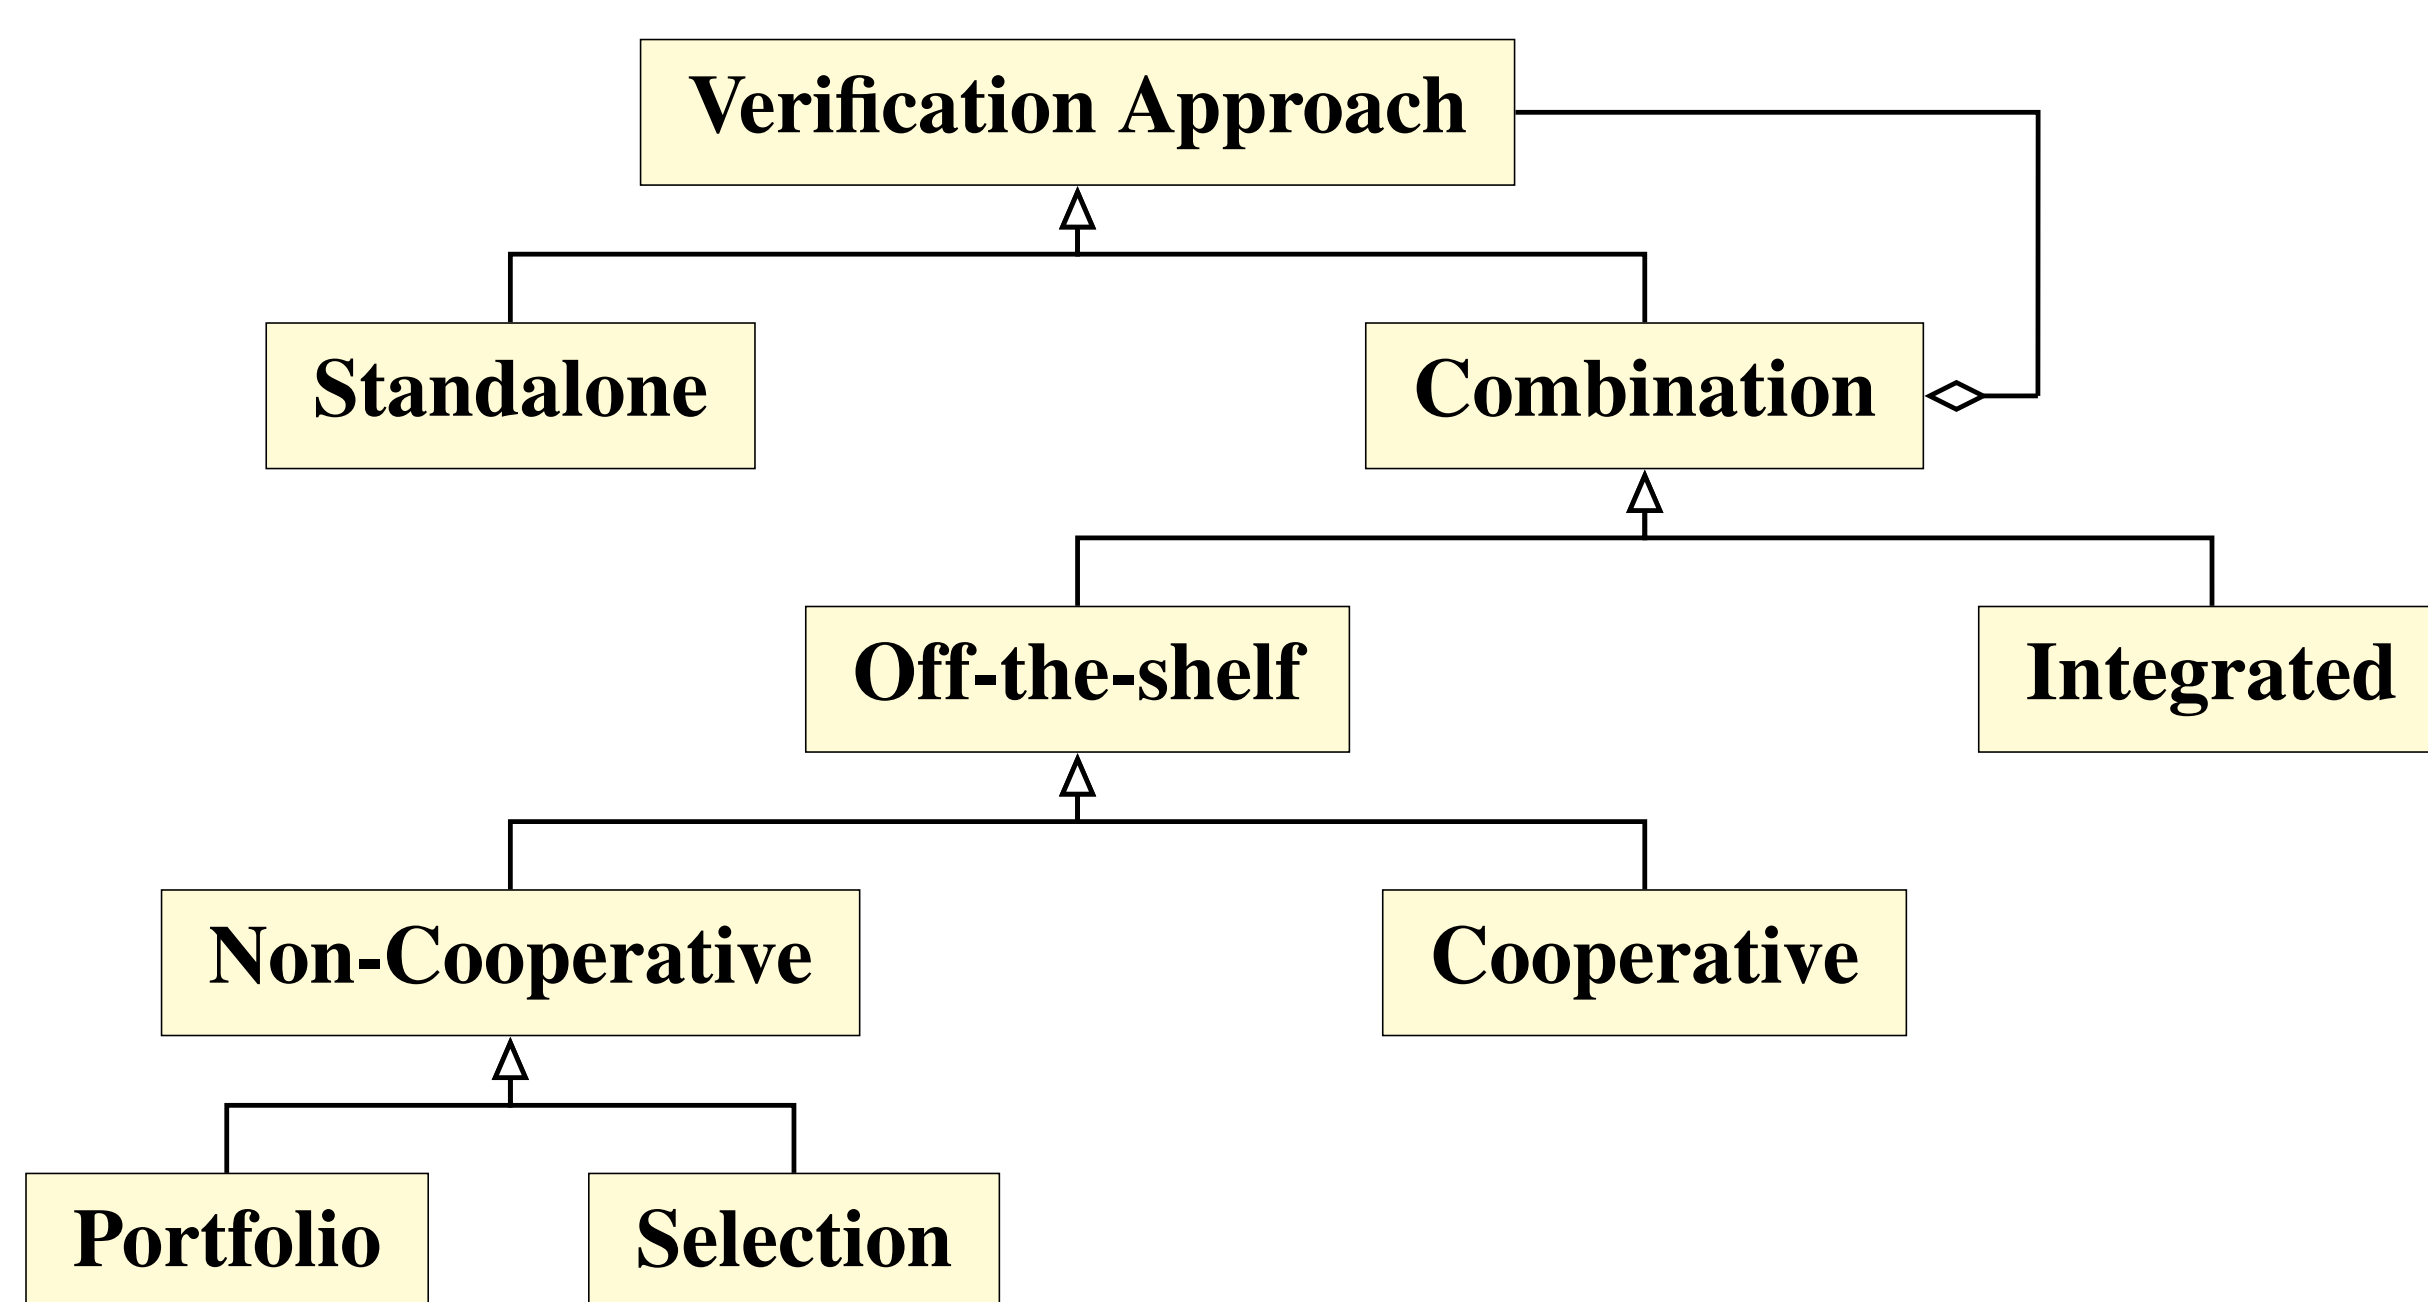 Verification Approach
Standalone
Combination
Off-the-shelf
Integrated
Non-Cooperative
Cooperative
Portfolio
Selection